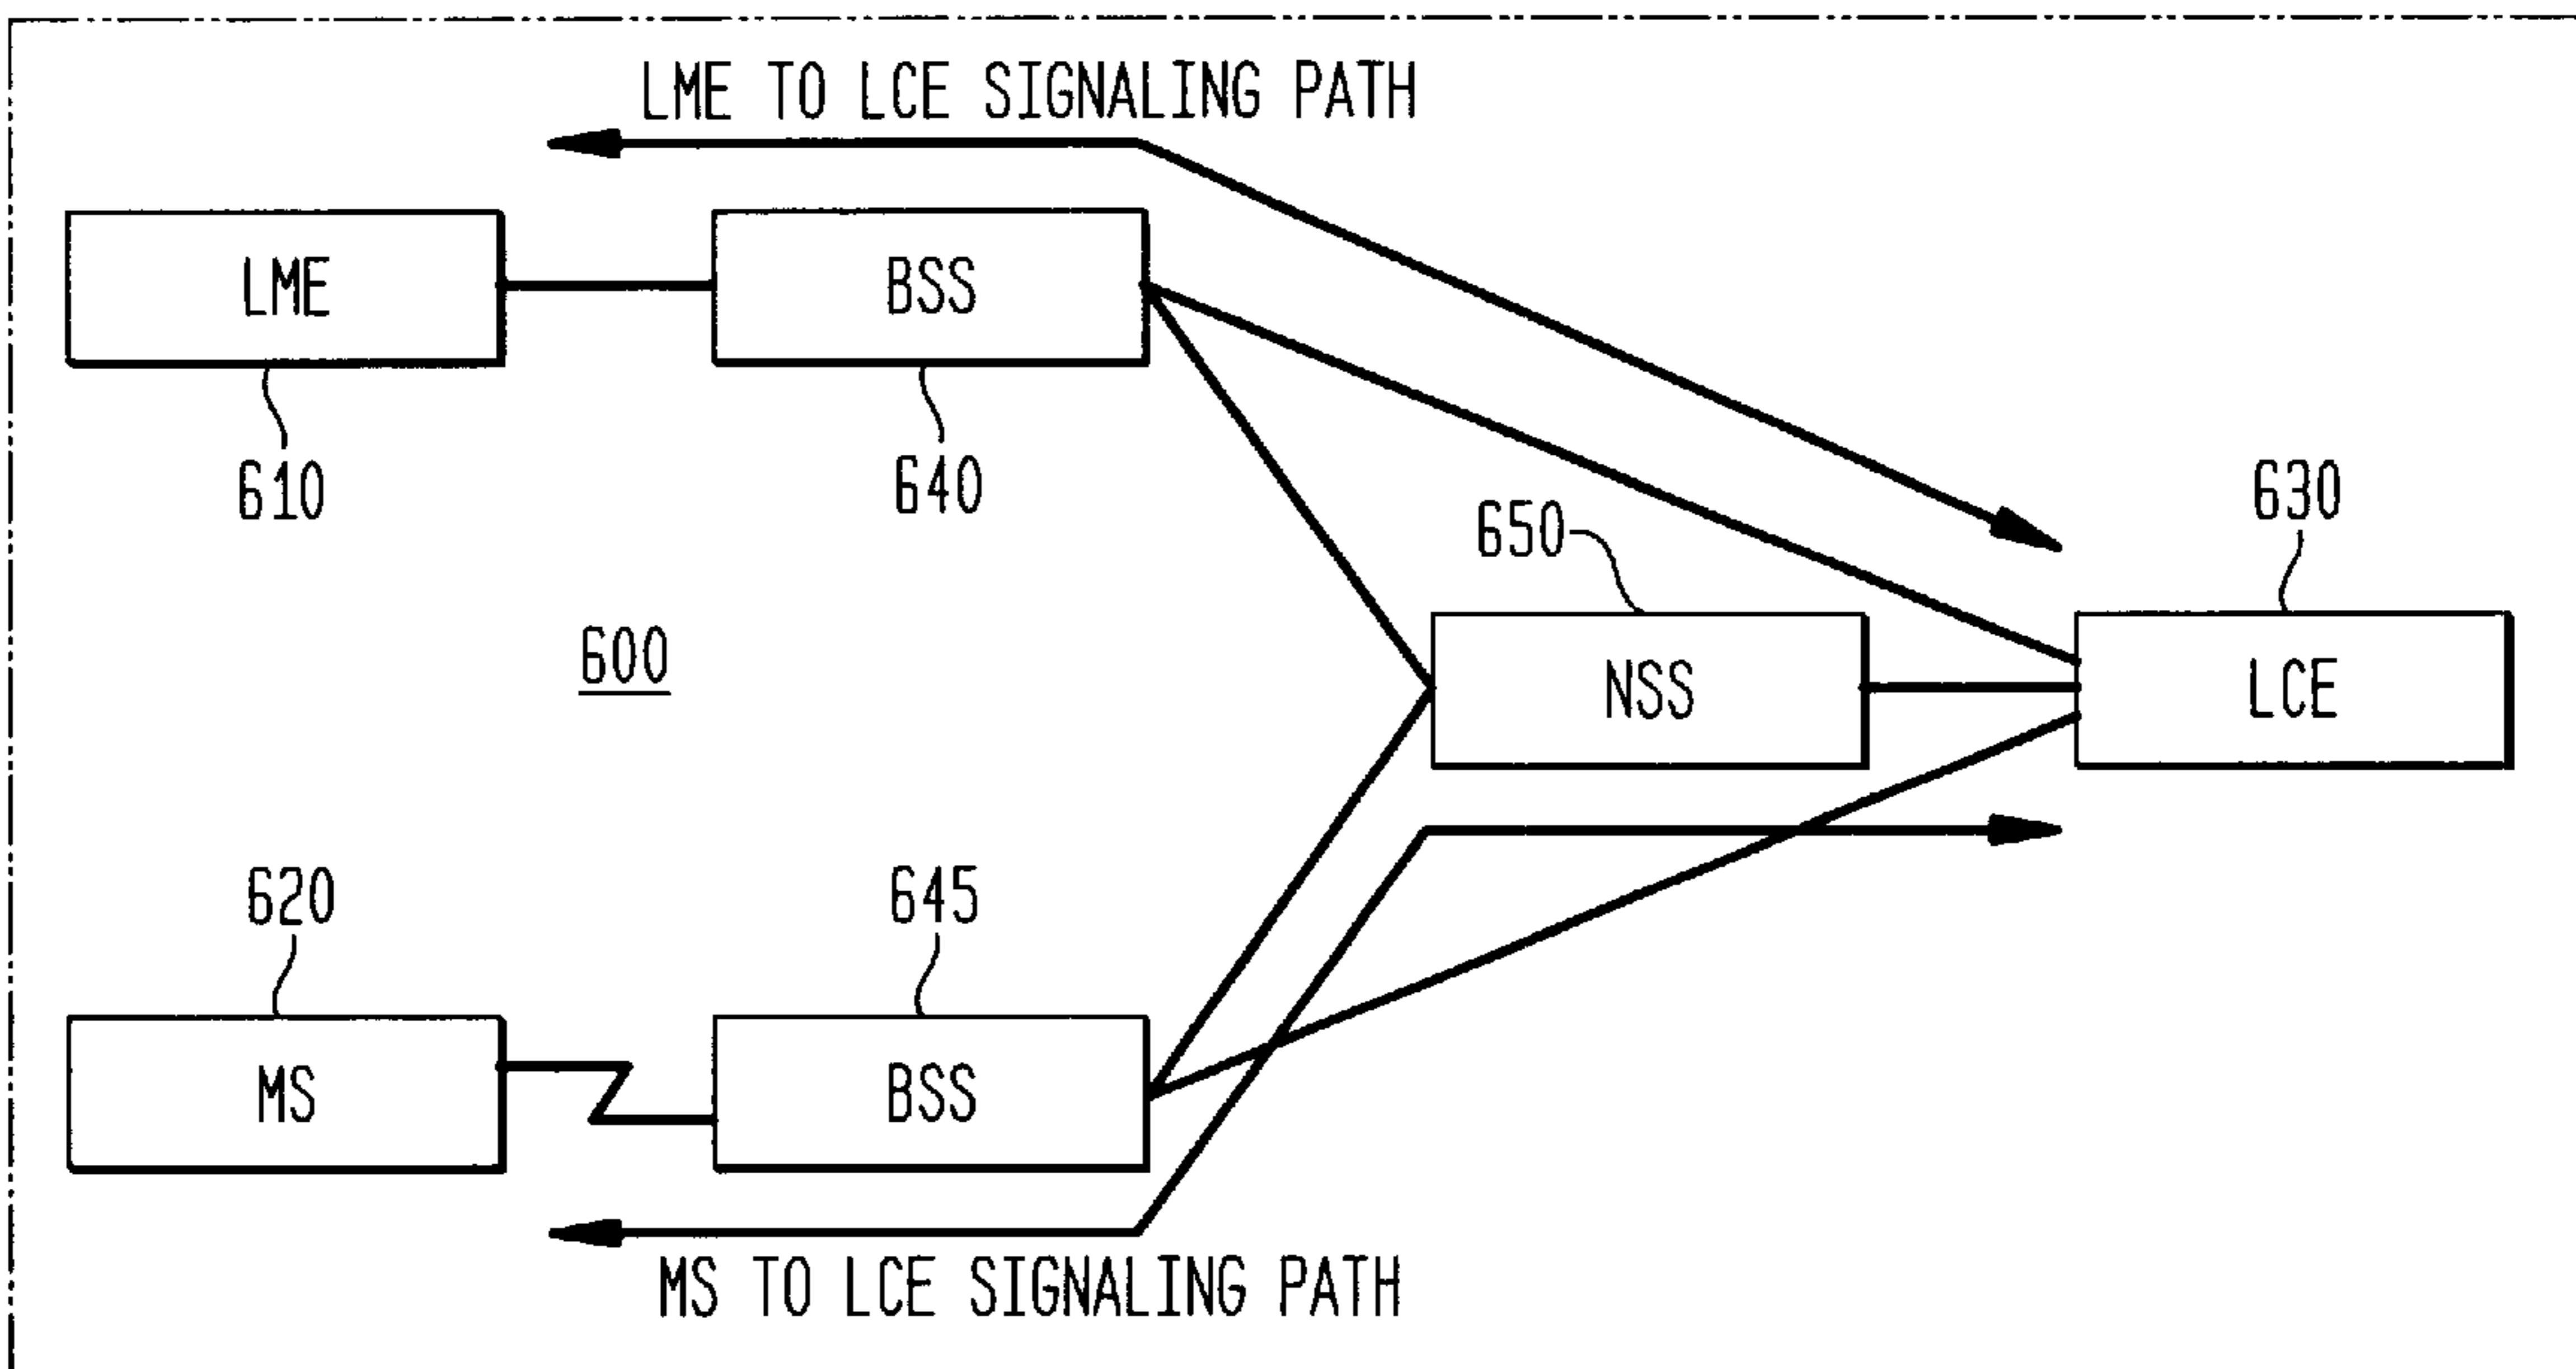 LME TO LCE SIGNALING PATH
LME
BSS
610
640
650
630
600
NSS
LCE
620
645
MS
BSS
MS TO LCE SIGNALING PATH